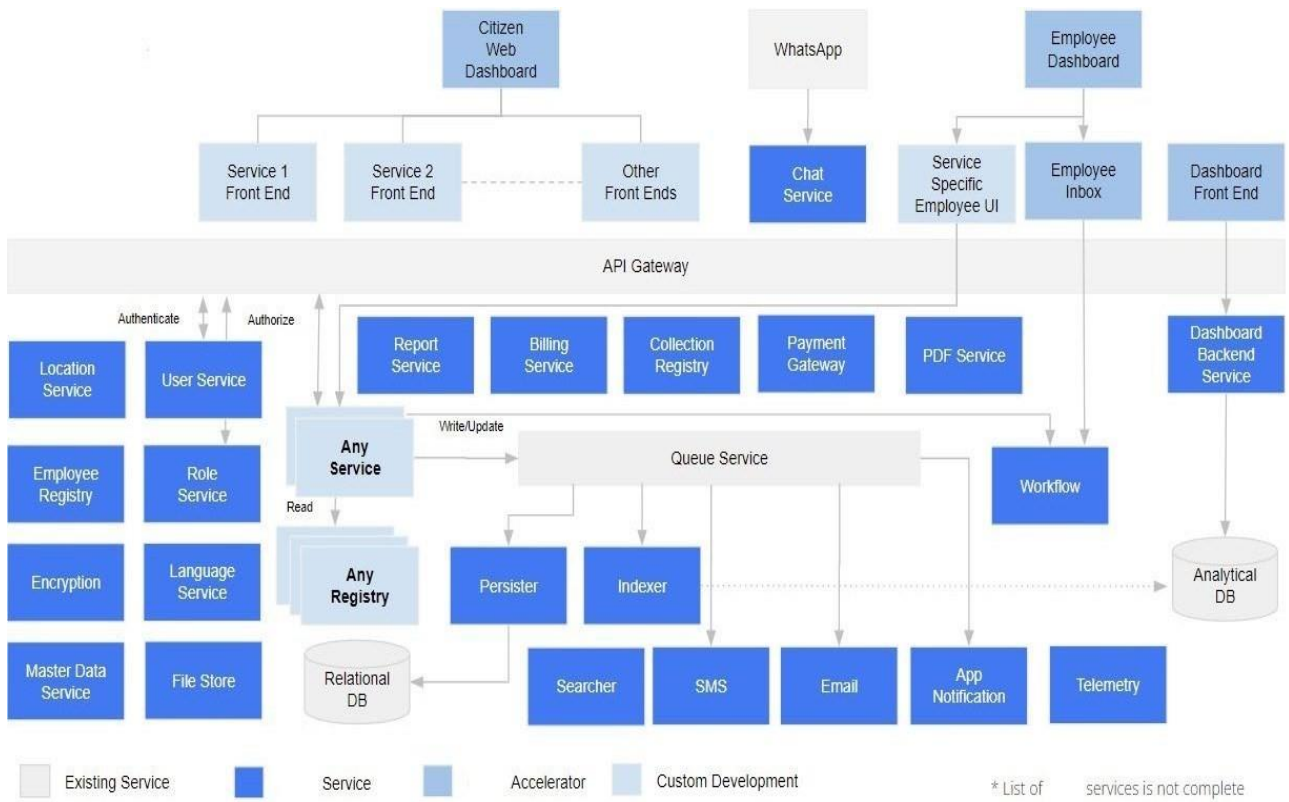 Citizen
Web
Dashboard
WhatsApp
Employee
Dashboard
Service 1
Front End
Service 2
Front End
Other
Front Ends
Chat
Service
Service
Specific
Employee UI
Employee
Inbox
Dashboard
Front End
API Gateway
Authenticate
Authorize
Location
Service
User Service
Report
Service
Billing
Service
Collection
Registry
Payment
Gateway
PDF Service
Dashboard
Backend
Service
Any
Service
Write/Update
Queue Service
Employee
Registry
Role
Service
Workflow
Read
Encryption
Language
Service
Any
Registry
Persister
Indexer
Analytical
DB
Master Data
Service
File Store
Relational
DB
Searcher
SMS
Email
App
Notification
Telemetry
Existing Service
Service
Accelerator
Custom Development
* List of services is not complete